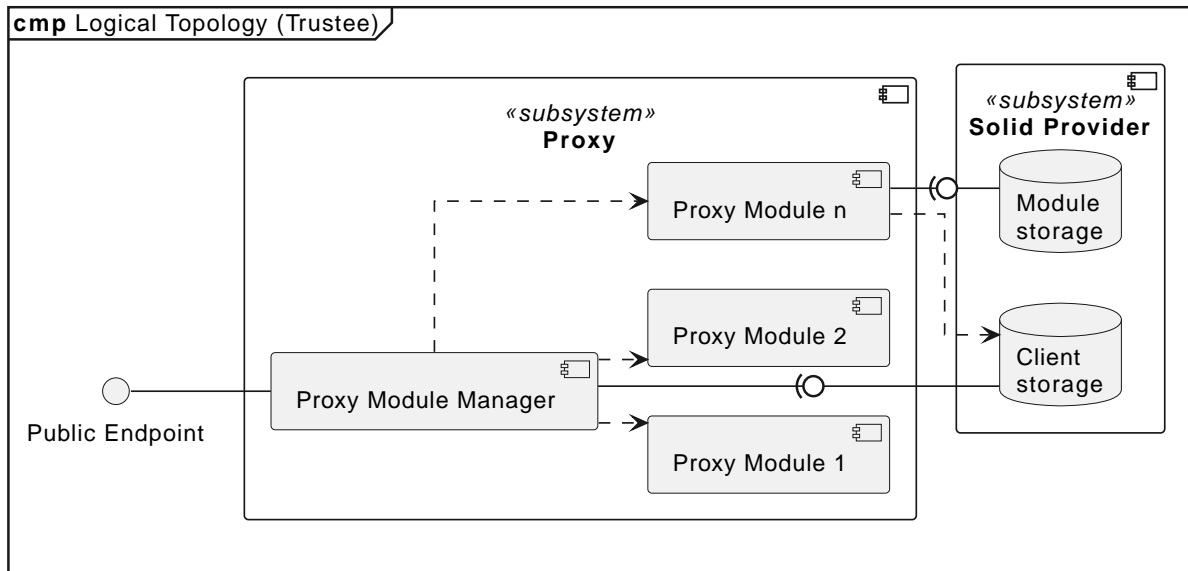 cmp Logical Topology (Trustee)
«subsystem»
Proxy
«subsystem»
Solid Provider
Proxy Module n
Module
storage
Proxy Module 2
Client
storage
Proxy Module Manager
Public Endpoint
Proxy Module 1